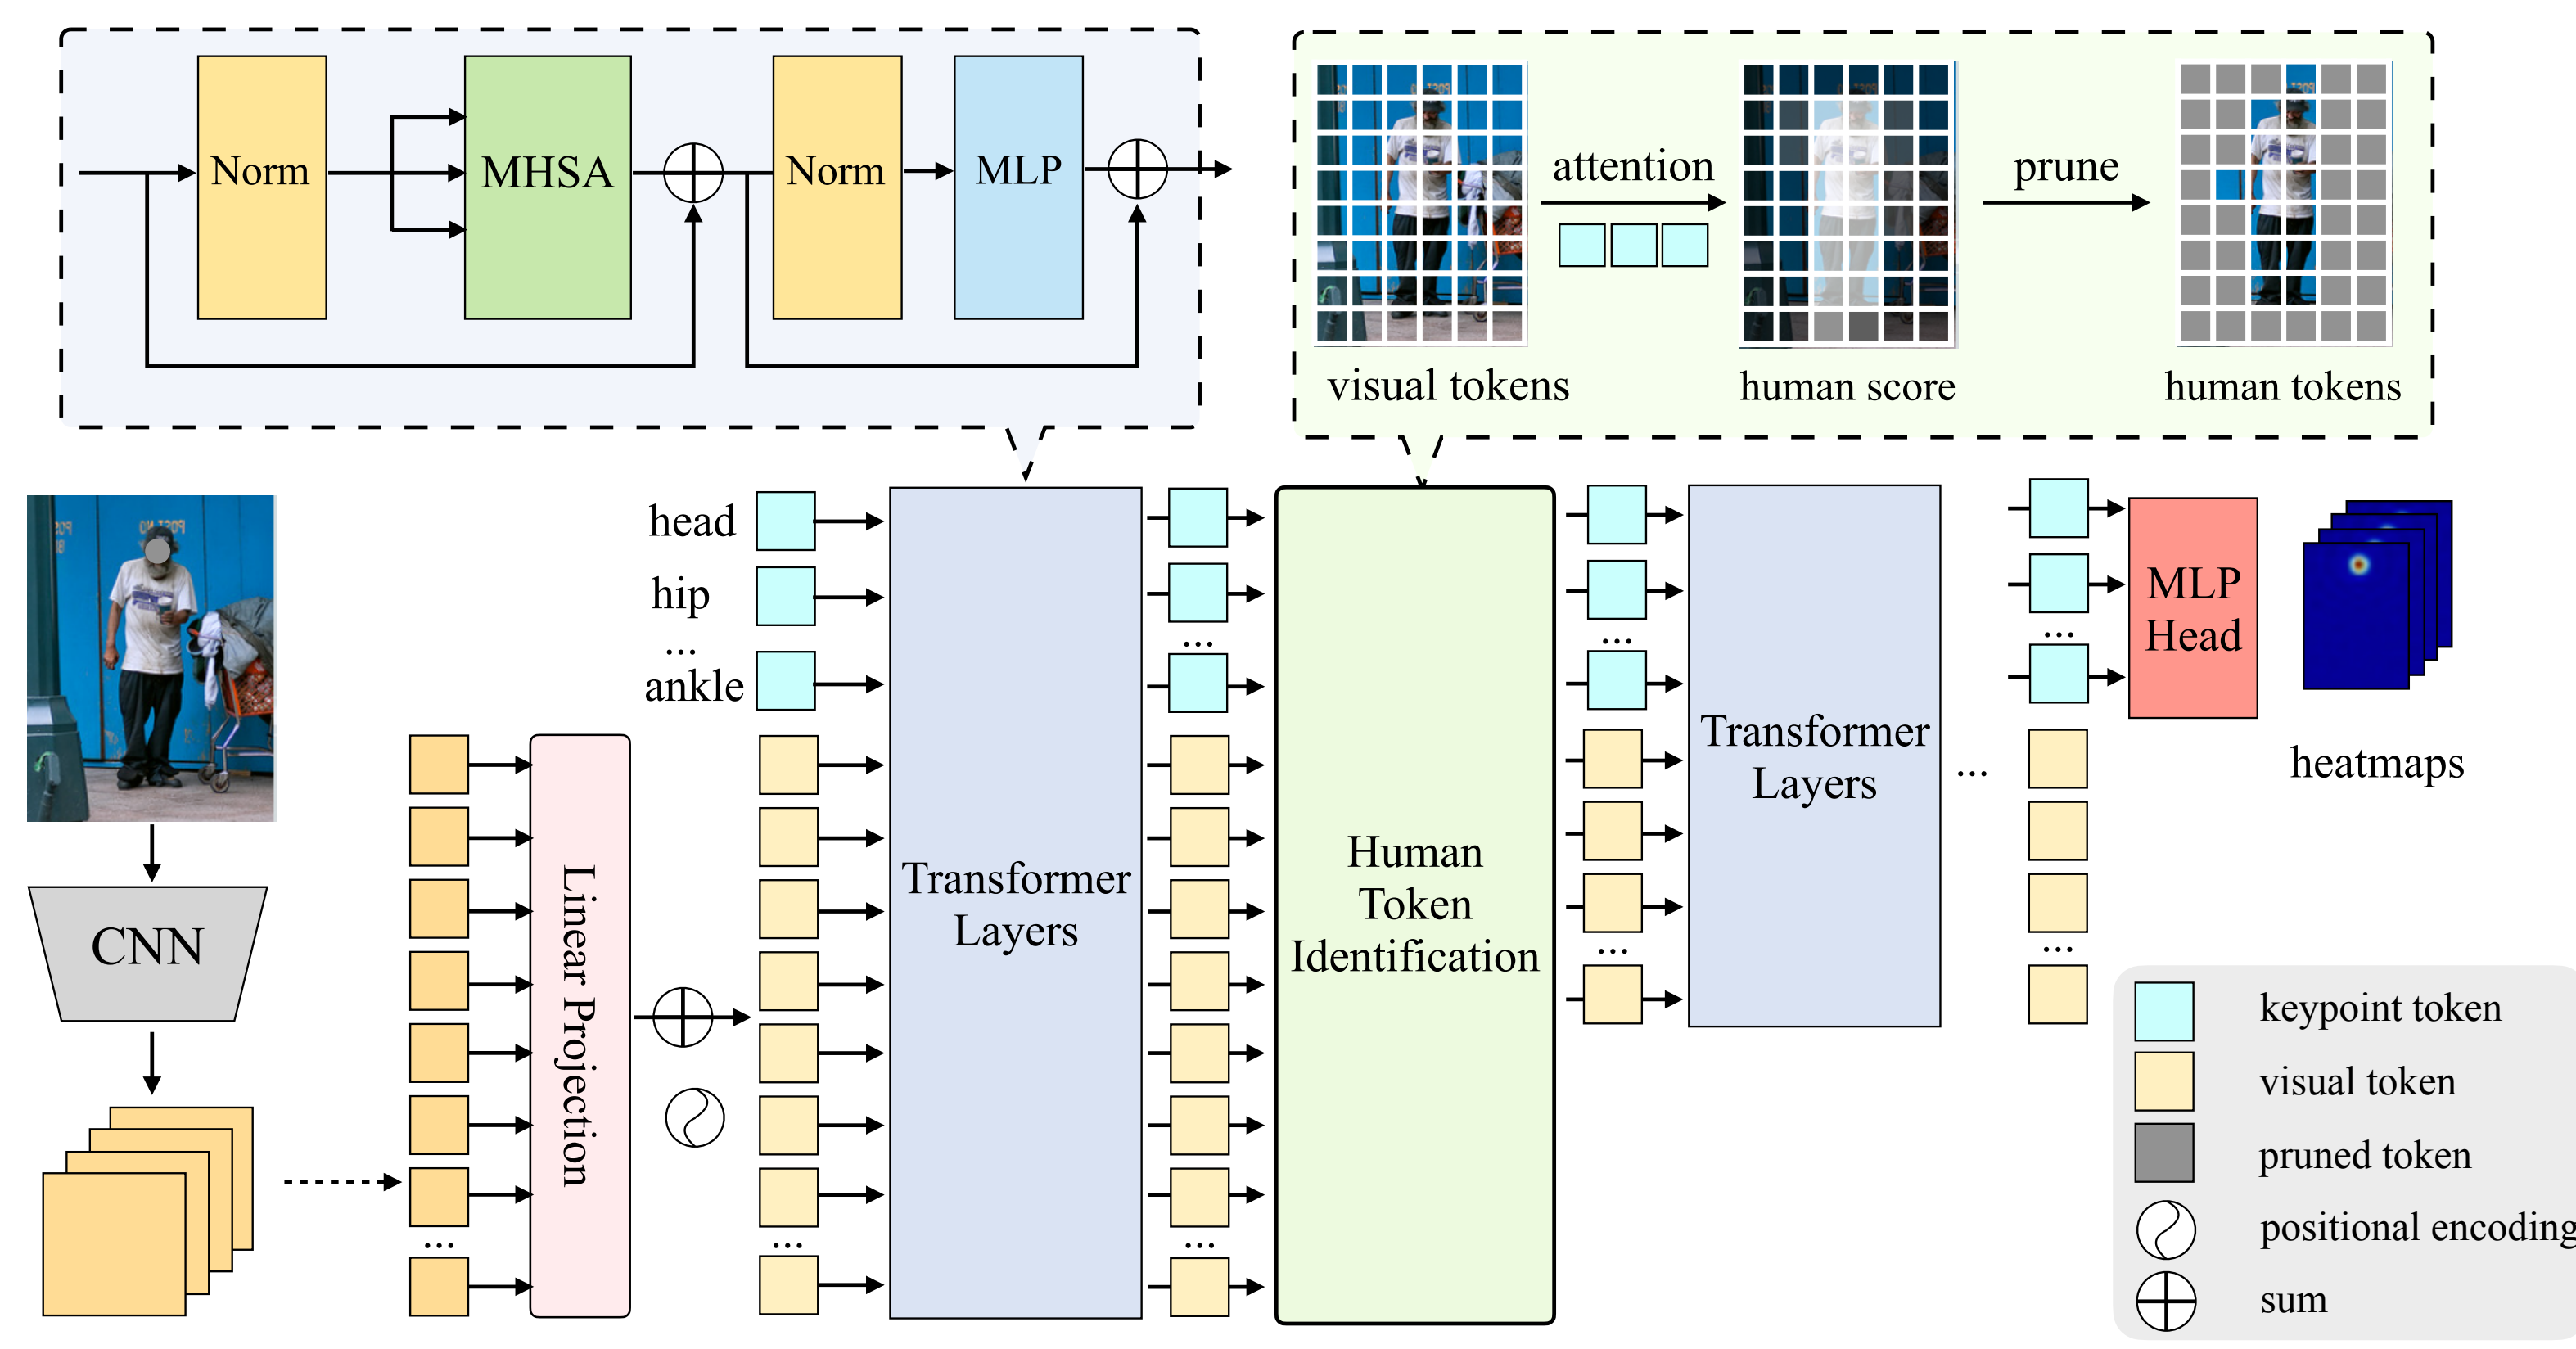 Norm
MHSA
Norm
MLP
attention
prune
visual tokens
human score
human tokens
head
hip
...
ankle
CNN
Linear Projection
...
...
Transformer
Layers
...
...
Human
Token
Identification
...
...
Transformer
Layers
...
...
...
MLP
Head
heatmaps
keypoint token
visual token
pruned token
positional encoding
sum